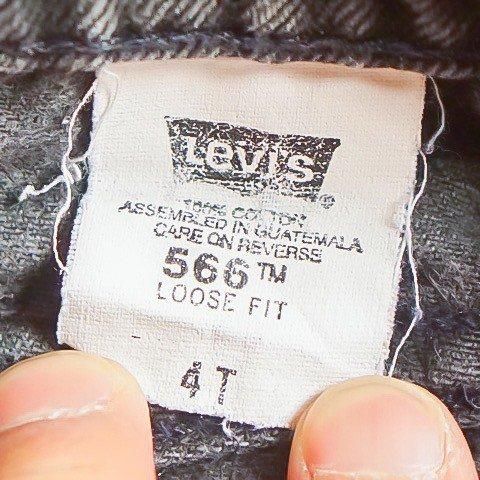 Levi's ®
100% COTTON
ASSEMBLED IN GUATEMALA
CARE ON REVERSE
566™
LOOSE FIT
4T